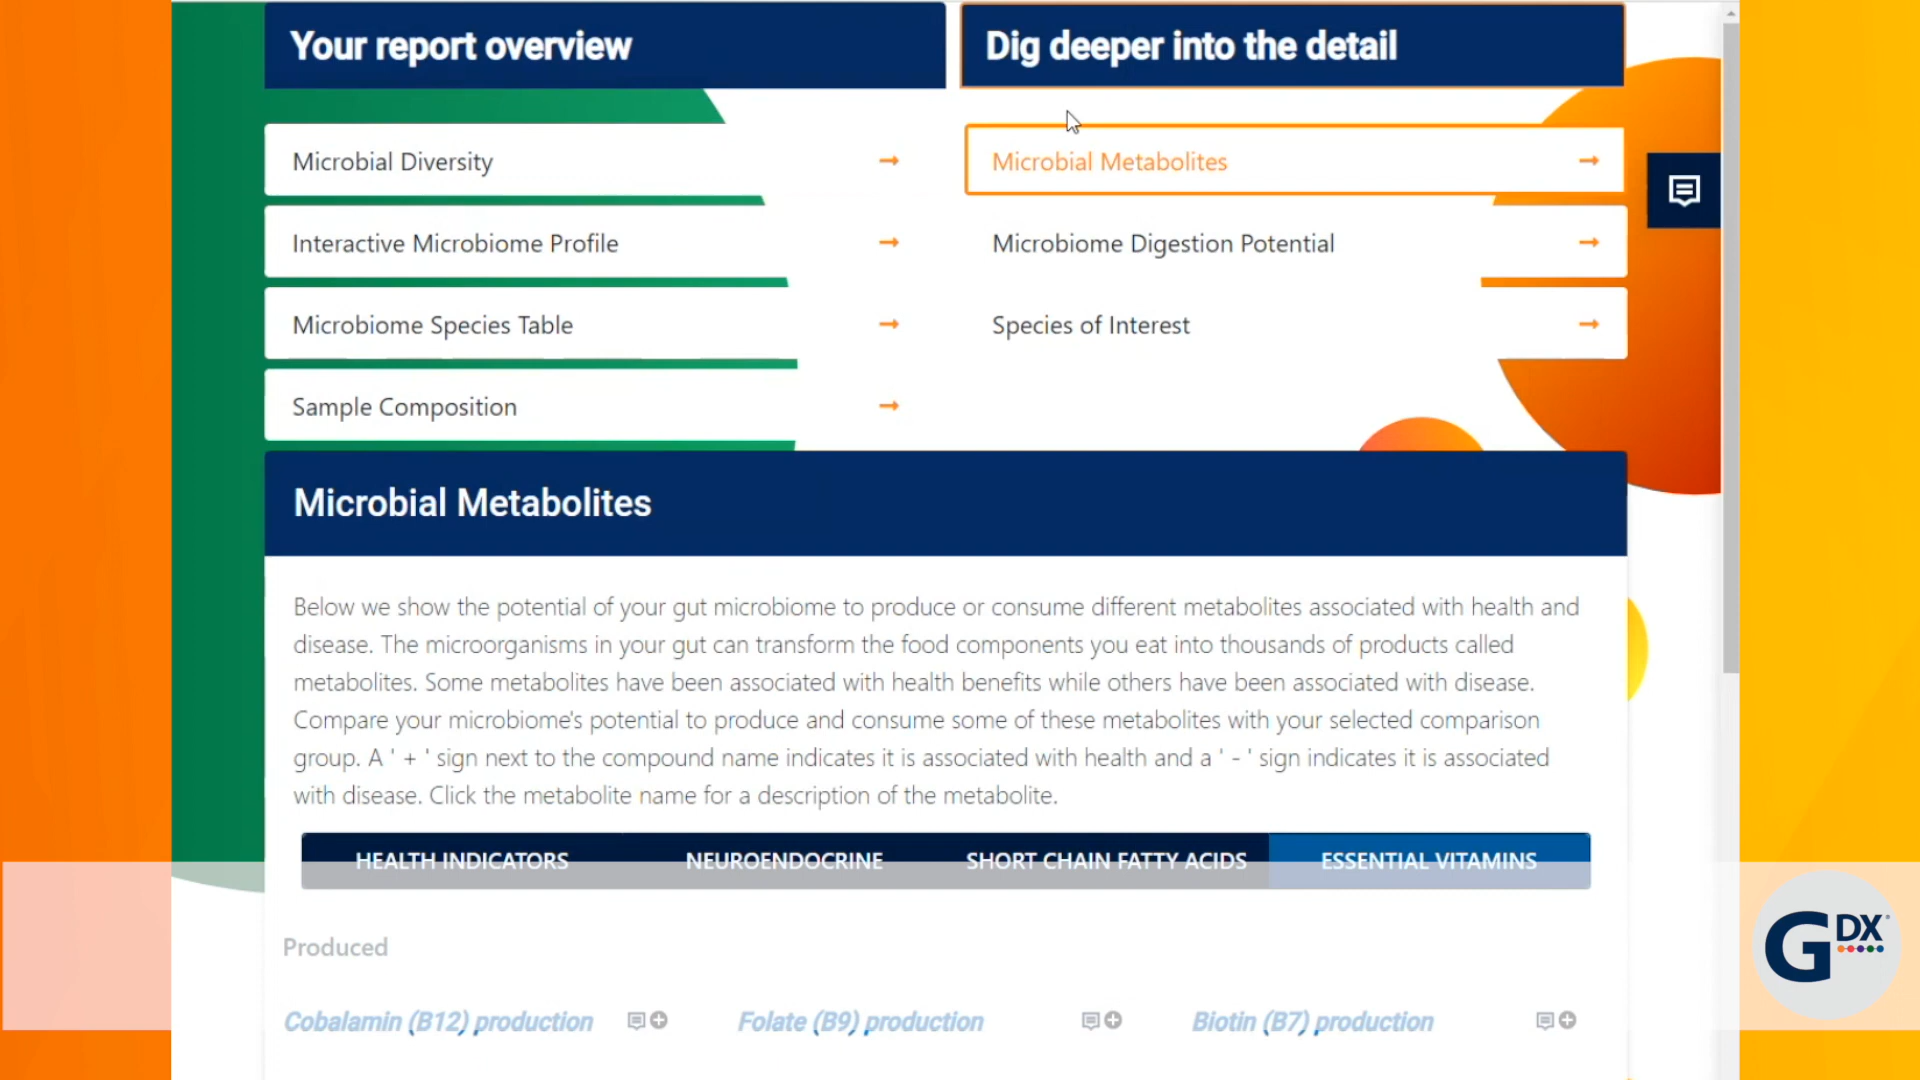 Your report overview
Dig deeper into the detail
Microbial Diversity
Microbial Metabolites
Interactive Microbiome Profile
Microbiome Digestion Potential
Microbiome Species Table
Species of Interest
Sample Composition
Microbial Metabolites
Below we show the potential of your gut microbiome to produce or consume different metabolites associated with health and
disease. The microorganisms in your gut can transform the food components you eat into thousands of products called
metabolites. Some metabolites have been associated with health benefits while others have been associated with disease.
Compare your microbiome's potential to produce and consume some of these metabolites with your selected comparison
group. A ' + ' sign next to the compound name indicates it is associated with health and a ' - ' sign indicates it is associated
with disease. Click the metabolite name for a description of the metabolite.
HEALTH INDICATORS NEUROENDOCRINE SHORT CHAIN FATTY ACIDS ESSENTIAL VITAMINS
Produced
Cobalamin (B12) production Folate (B9) production Biotin (B7) production
GDX